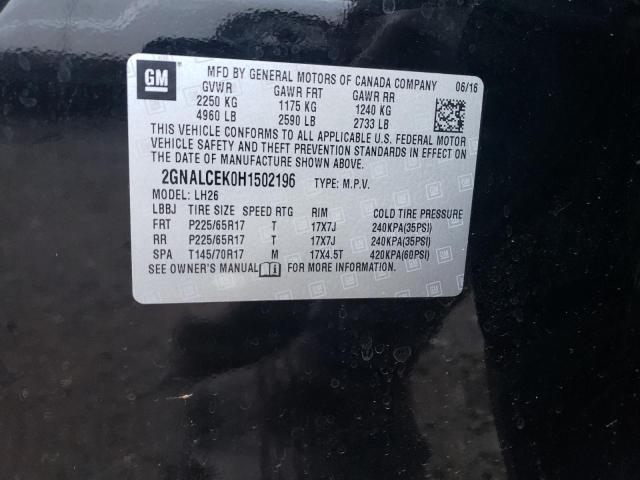 GM
MFD BY GENERAL MOTORS OF CANADA COMPANY 06/16
GVWR GAWR FRT GAWR RR
2250 KG 1175 KG 1240 KG
4960 LB 2590 LB 2733 LB
THIS VEHICLE CONFORMS TO ALL APPLICABLE U.S. FEDERAL MOTOR
VEHICLE SAFETY AND THEFT PREVENTION STANDARDS IN EFFECT ON
THE DATE OF MANUFACTURE SHOWN ABOVE.
2GNALCEK0H1502196 TYPE: M.P.V.
MODEL: LH26
LBBJ TIRE SIZE SPEED RTG RIM COLD TIRE PRESSURE
FRT P225/65R17 T 17X7J 240KPA(35PSI)
RR P225/65R17 T 17X7J 240KPA(35PSI)
SPA T145/70R17 M 17X4.5T 420KPA(60PSI)
SEE OWNER'S MANUAL FOR MORE INFORMATION.